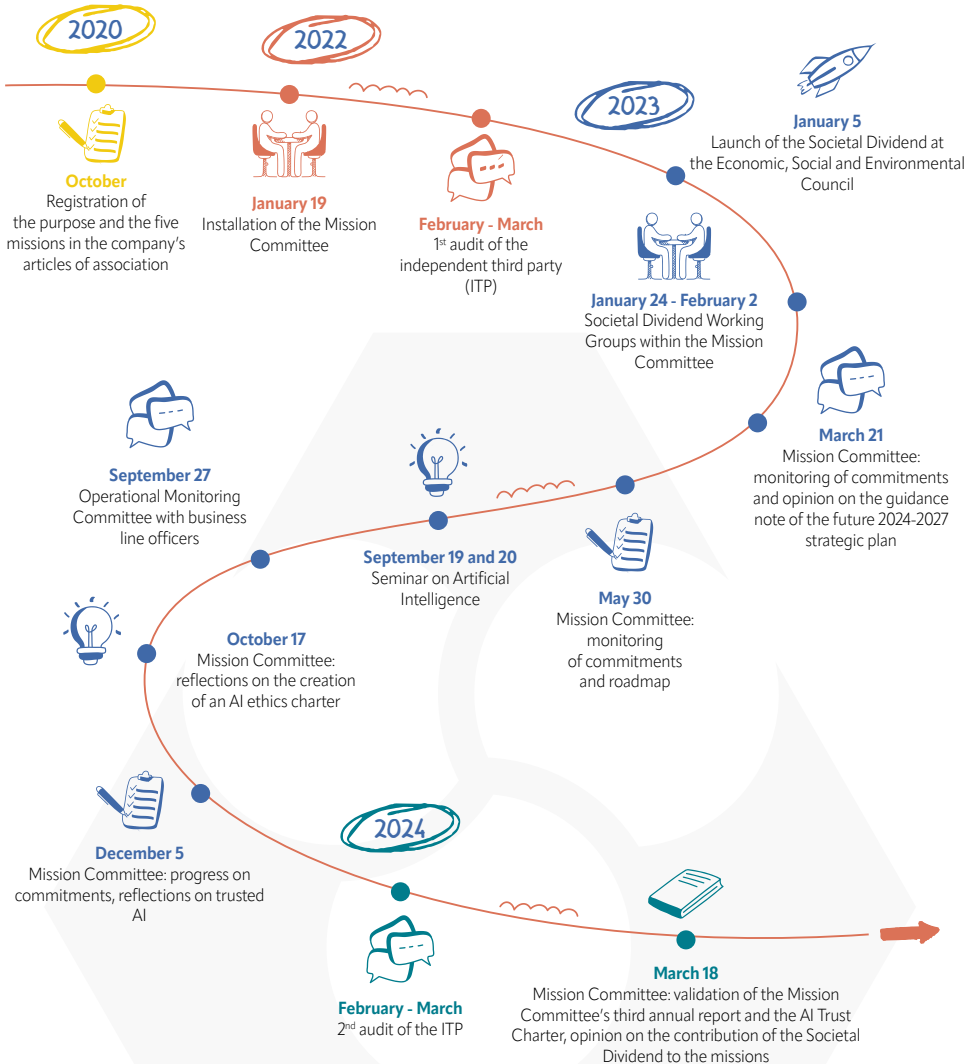 2020
October
Registration of
the purpose and the five
missions in the company's
articles of association
2022
January 19
Installation of the Mission
Committee
February - March
1st audit of the
independent third party
(ITP)
2023
January 5
Launch of the Societal Dividend at
the Economic, Social and Environmental
Council
January 24 - February 2
Societal Dividend Working
Groups within the Mission
Committee
March 21
Mission Committee:
monitoring of commitments
and opinion on the guidance
note of the future 2024-2027
strategic plan
May 30
Mission Committee:
monitoring
of commitments
and roadmap
September 19 and 20
Seminar on Artificial
Intelligence
September 27
Operational Monitoring
Committee with business
line officers
October 17
Mission Committee:
reflections on the creation
of an AI ethics charter
December 5
Mission Committee: progress on
commitments, reflections on trusted
AI
2024
February - March
2nd audit of the ITP
March 18
Mission Committee: validation of the Mission
Committee's third annual report and the AI Trust
Charter, opinion on the contribution of the Societal
Dividend to the missions